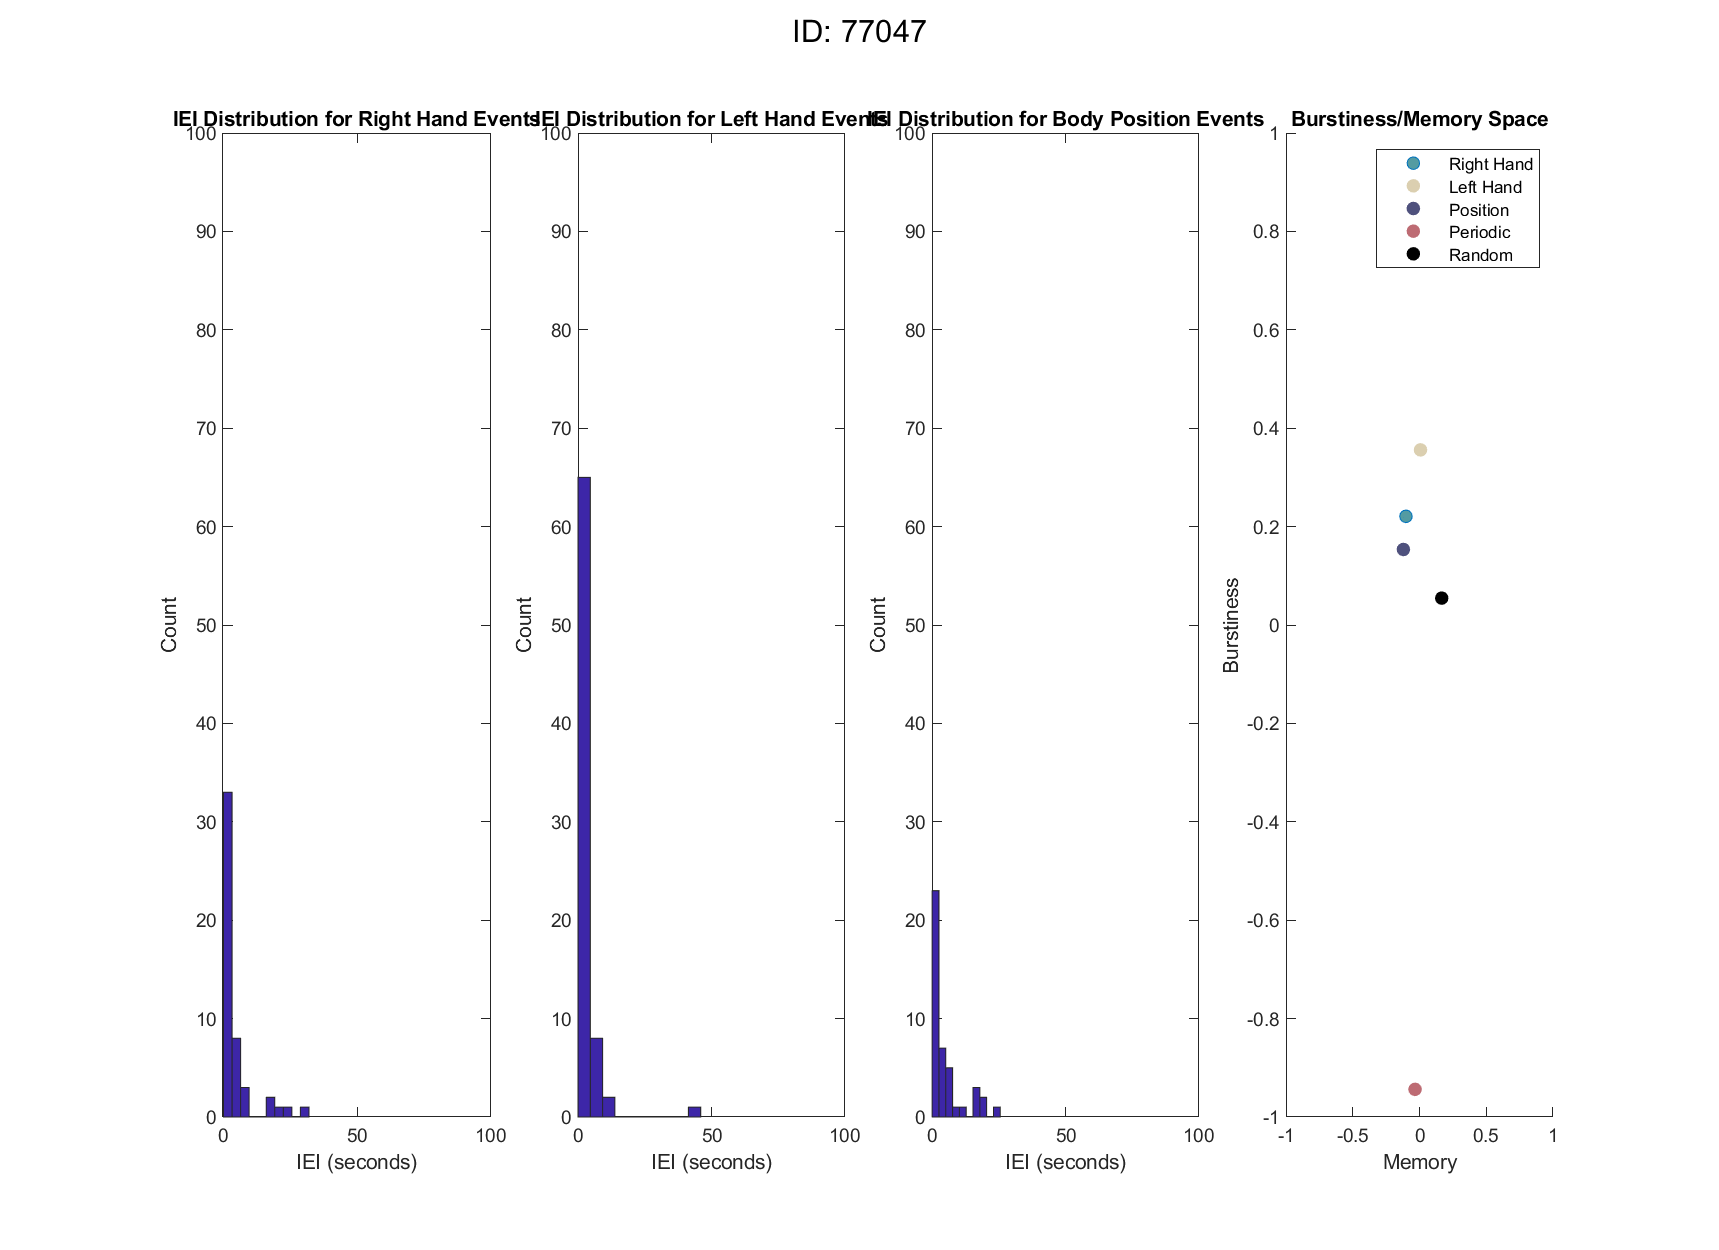 ID: 77047
IEI Distribution for Right Hand Events
IEI Distribution for Left Hand Events
IEI Distribution for Body Position Events
Burstiness/Memory Space
100
90
80
70
60
50
40
30
20
10
0
Count
0 50 100
IEI (seconds)
100
90
80
70
60
50
40
30
20
10
0
Count
0 50 100
IEI (seconds)
100
90
80
70
60
50
40
30
20
10
0
Count
0 50 100
IEI (seconds)
1
0.8
0.6
0.4
0.2
0
-0.2
-0.4
-0.6
-0.8
-1
Burstiness
-1 -0.5 0 0.5 1
Memory
Right Hand
Left Hand
Position
Periodic
Random